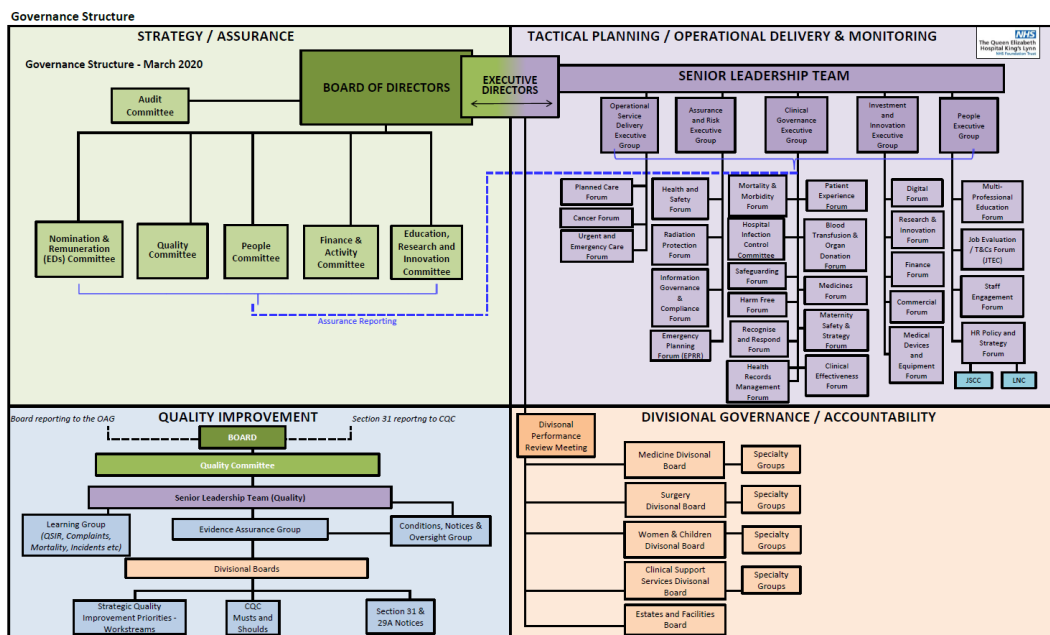 Governance Structure
STRATEGY / ASSURANCE
Governance Structure - March 2020
Audit
Committee
BOARD OF DIRECTORS
EXECUTIVE
DIRECTORS
Nomination &
Remuneration
(EDs) Committee
Quality
Committee
People
Committee
Finance &
Activity
Committee
Education,
Research and
Innovation
Committee
Assurance Reporting
TACTICAL PLANNING / OPERATIONAL DELIVERY & MONITORING
NHS
The Queen Elizabeth
Hospital King's Lynn
NHS Foundation Trust
SENIOR LEADERSHIP TEAM
Operational
Service
Delivery
Executive
Group
Assurance
and Risk
Executive
Group
Clinical
Governance
Executive
Group
Investment
and
Innovation
Executive
Group
People
Executive
Group
Planned Care
Forum
Cancer Forum
Urgent and
Emergency Care
Forum
Health and
Safety
Forum
Radiation
Protection
Forum
Information
Governance
&
Compliance
Forum
Emergency
Planning
Forum (EPRR)
Mortality &
Morbidity
Forum
Hospital
Infection
Control
Committee
Safeguarding
Forum
Harm Free
Forum
Recognise
and Respond
Forum
Health
Records
Management
Forum
Patient
Experience
Forum
Blood
Transfusion &
Organ
Donation
Forum
Medicines
Forum
Maternity
Safety &
Strategy
Forum
Clinical
Effectiveness
Forum
Digital
Forum
Research &
Innovation
Forum
Finance
Forum
Commercial
Forum
Medical
Devices
and
Equipment
Forum
Multi-
Professional
Education
Forum
Job Evaluation
/ T&Cs Forum
(JTEC)
Staff
Engagement
Forum
HR Policy and
Strategy
Forum
JSCC
LNC
QUALITY IMPROVEMENT
Board reporting to the OAG
Section 31 reportng to CQC
BOARD
Quality Committee
Senior Leadership Team (Quality)
Learning Group
(QSIR, Complaints,
Mortality, Incidents etc)
Evidence Assurance Group
Conditions, Notices &
Oversight Group
Divisional Boards
Strategic Quality
Improvement Priorities -
Workstreams
CQC
Musts and
Shoulds
Section 31 &
29A Notices
DIVISIONAL GOVERNANCE / ACCOUNTABILITY
Divisonal
Performance
Review Meeting
Medicine Divisonal
Board
Specialty
Groups
Surgery
Divisonal Board
Specialty
Groups
Women & Children
Divisonal Board
Specialty
Groups
Clinical Support
Services Divisonal
Board
Specialty
Groups
Estates and Facilities
Board